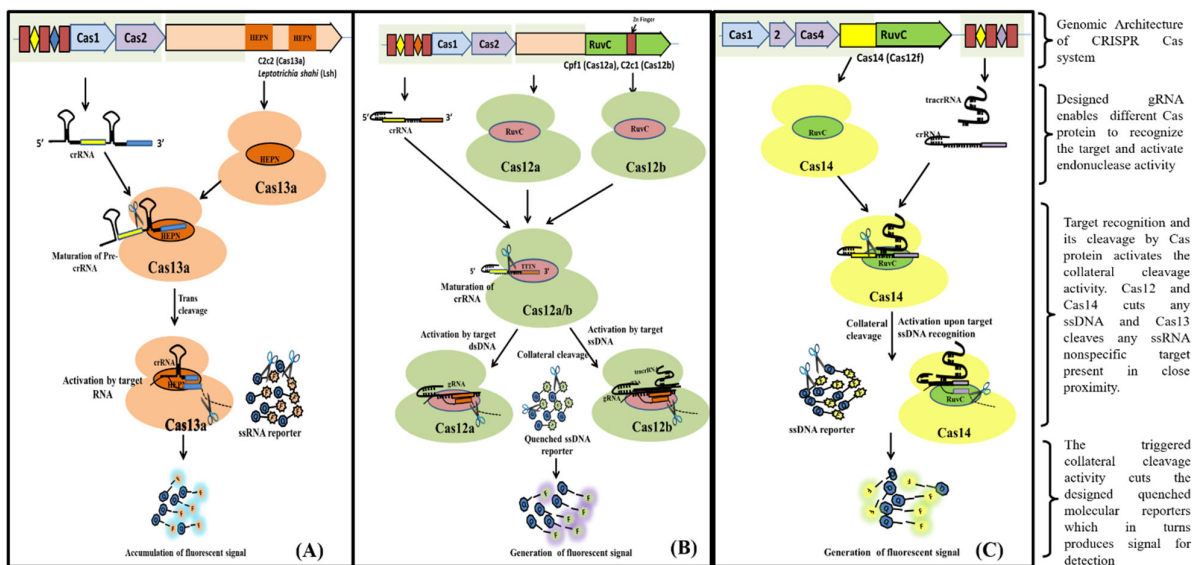 Cas1
Cas2
HEPN
HEPN
C2c2 (Cas13a)
Leptotrichia shahi (Lsh)
5'
3'
crRNA
HEPN
Cas13a
HEPN
Maturation of Pre-
crRNA
Cas13a
Trans
cleavage
crRNA
Activation by target
RNA
HEPN
Cas13a
ssRNA reporter
Accumulation of fluorescent signal
(A)
Zn Finger
Cas1
Cas2
RuvC
Cpf1 (Cas12a), C2c1 (Cas12b)
5'
3'
crRNA
RuvC
Cas12a
RuvC
Cas12b
5'
TTTN
3'
Maturation of
crRNA
Cas12a/b
Activation by target
dsDNA
Activation by target
ssDNA
Collateral cleavage
gRNA
Cas12a
tracrRNA
gRNA
Cas12b
Quenched ssDNA
reporter
Generation of fluorescent signal
(B)
Cas1
2
Cas4
RuvC
Cas14 (Cas12f)
RuvC
Cas14
tracrRNA
crRNA
RuvC
Cas14
Collateral
cleavage
Activation upon target
ssDNA recognition
ssDNA reporter
RuvC
Cas14
Generation of fluorescent signal
(C)
Genomic Architecture
of CRISPR Cas
system
Designed gRNA
enables different Cas
protein to recognize
the target and activate
endonuclease activity
Target recognition and
its cleavage by Cas
protein activates the
collateral cleavage
activity. Cas12 and
Cas14 cuts any
ssDNA and Cas13
cleaves any ssRNA
nonspecific target
present in close
proximity.
The triggered
collateral cleavage
activity cuts the
designed quenched
molecular reporters
which in turns
produces signal for
detection